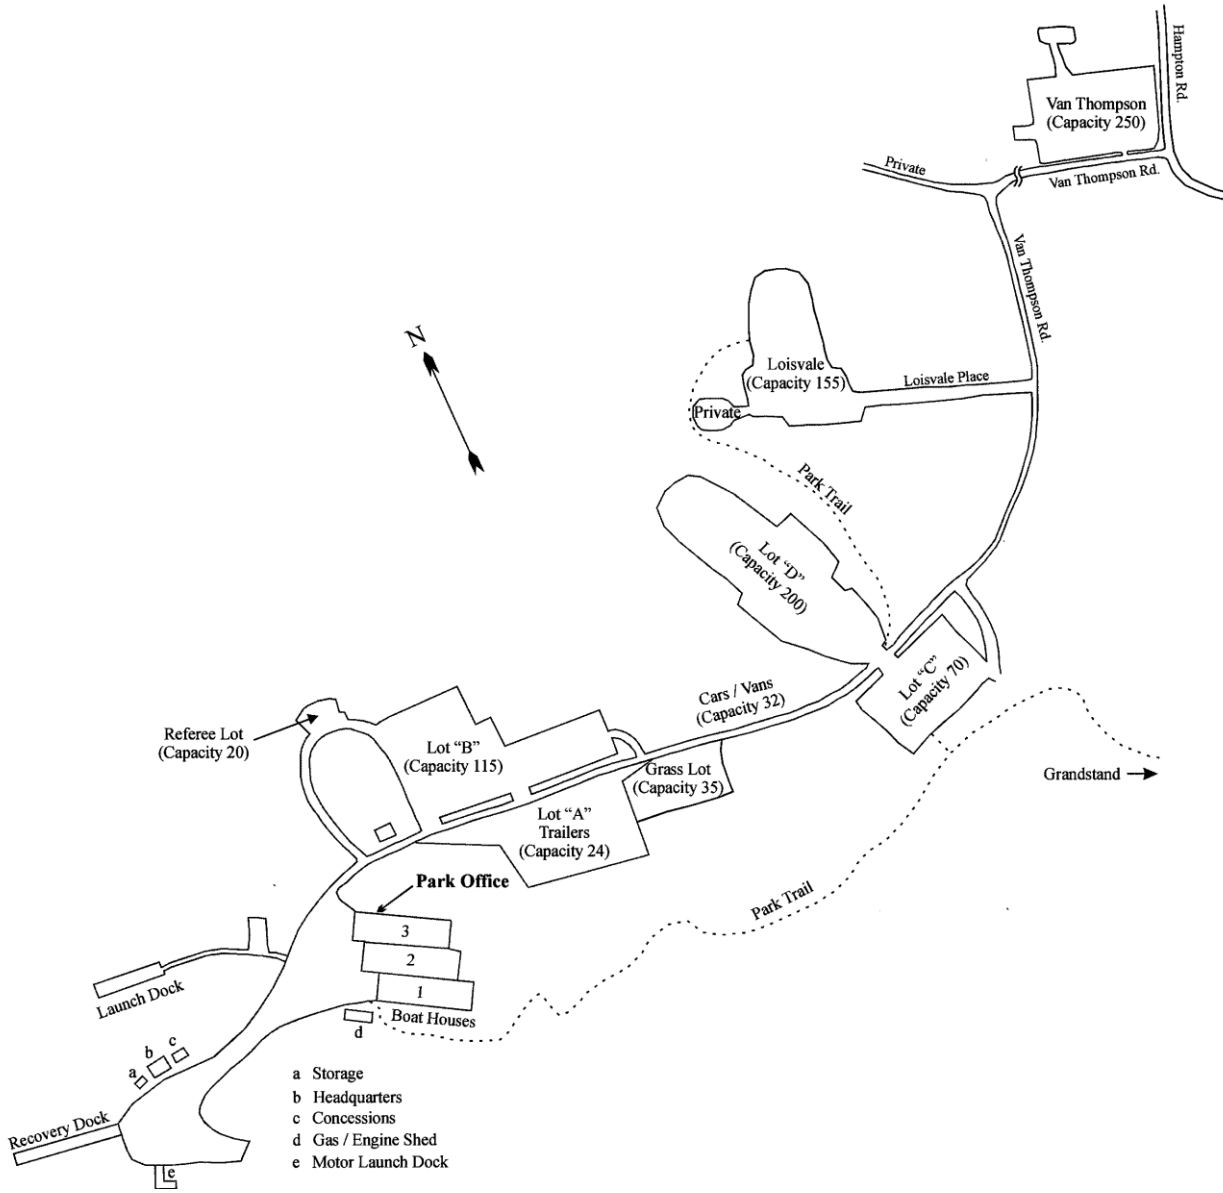 Hampton Rd.
Van Thompson
(Capacity 250)
Private
Van Thompson Rd.
Van Thompson Rd.
N
Loisvale
(Capacity 155)
Loisvale Place
Private
Park Trail
Lot “D”
(Capacity 200)
Lot “C”
(Capacity 70)
Cars / Vans
(Capacity 32)
Referee Lot
(Capacity 20)
Lot “B”
(Capacity 115)
Grass Lot
(Capacity 35)
Grandstand
Lot “A”
Trailers
(Capacity 24)
Park Office
Park Trail
3
2
1
Boat Houses
Launch Dock
d
c
b
a
a Storage
b Headquarters
c Concessions
d Gas / Engine Shed
e Motor Launch Dock
Recovery Dock
e